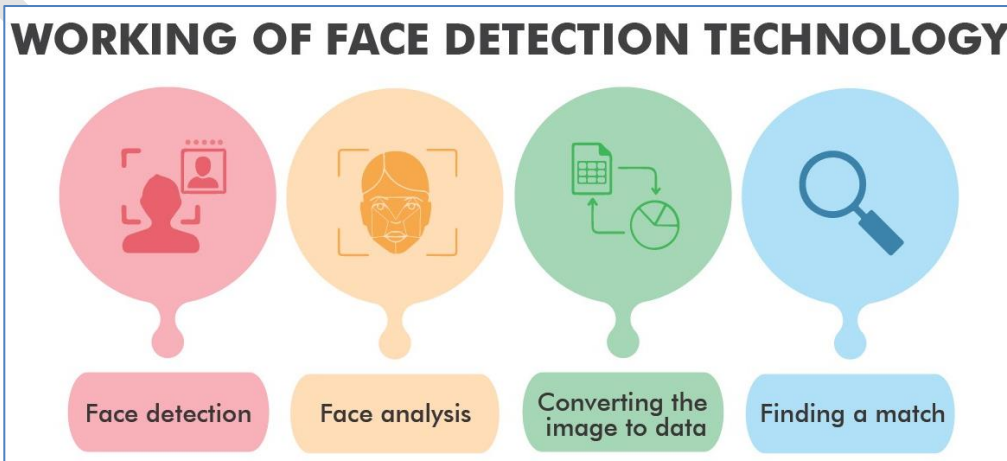 WORKING OF FACE DETECTION TECHNOLOGY
Face detection
Face analysis
Converting the
image to data
Finding a match